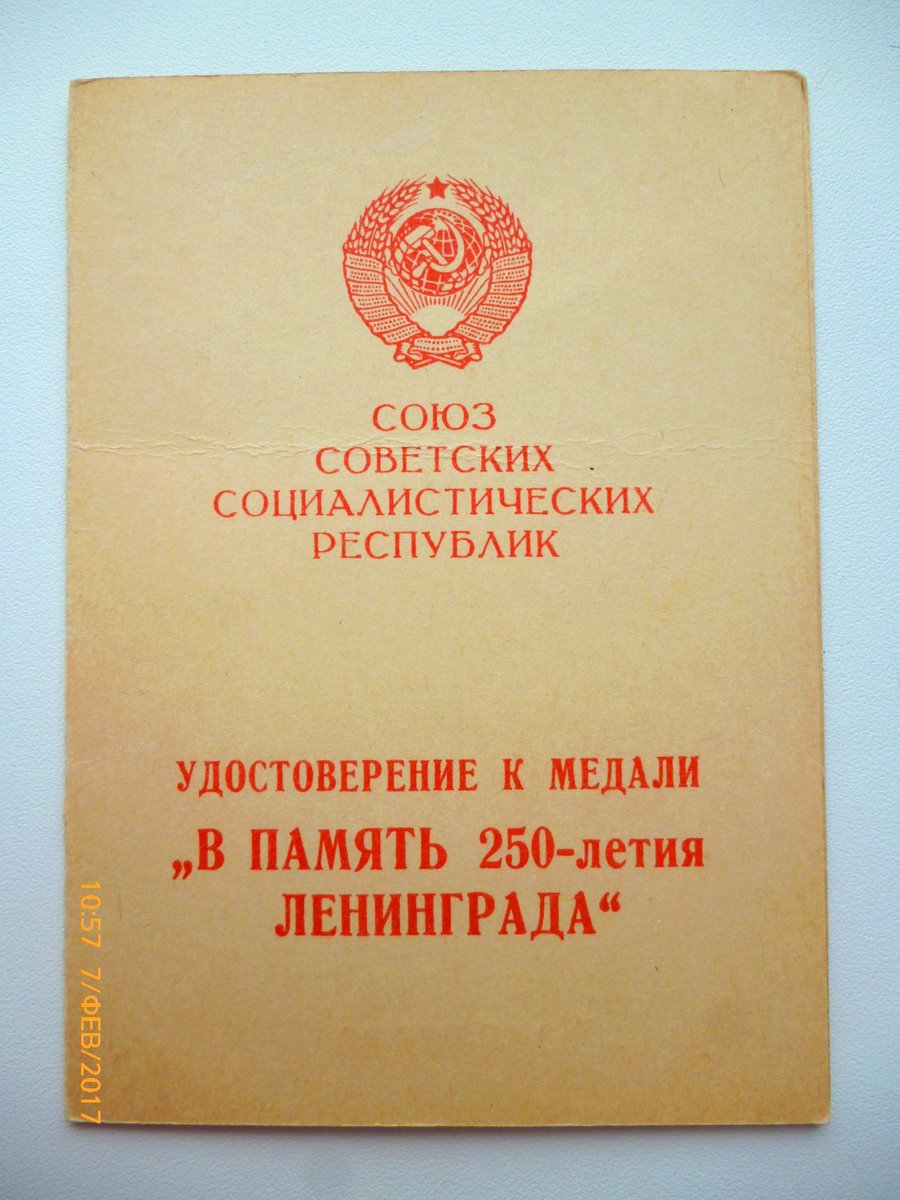 СОЮЗ
СОВЕТСКИХ
СОЦИАЛИСТИЧЕСКИХ
РЕСПУБЛИК
УДОСТОВЕРЕНИЕ К МЕДАЛИ
„В ПАМЯТЬ 250-летия
ЛЕНИНГРАДА“
10:57 7/ФЕВ/2017